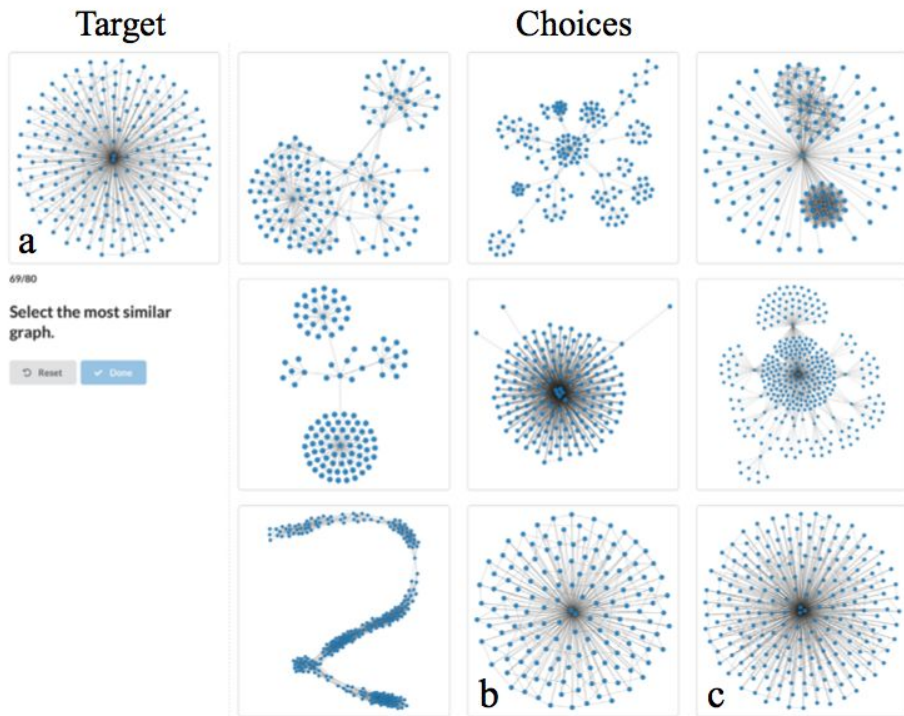 Target
Choices
a
69/80
Select the most similar
graph.
Reset
Done
b
c